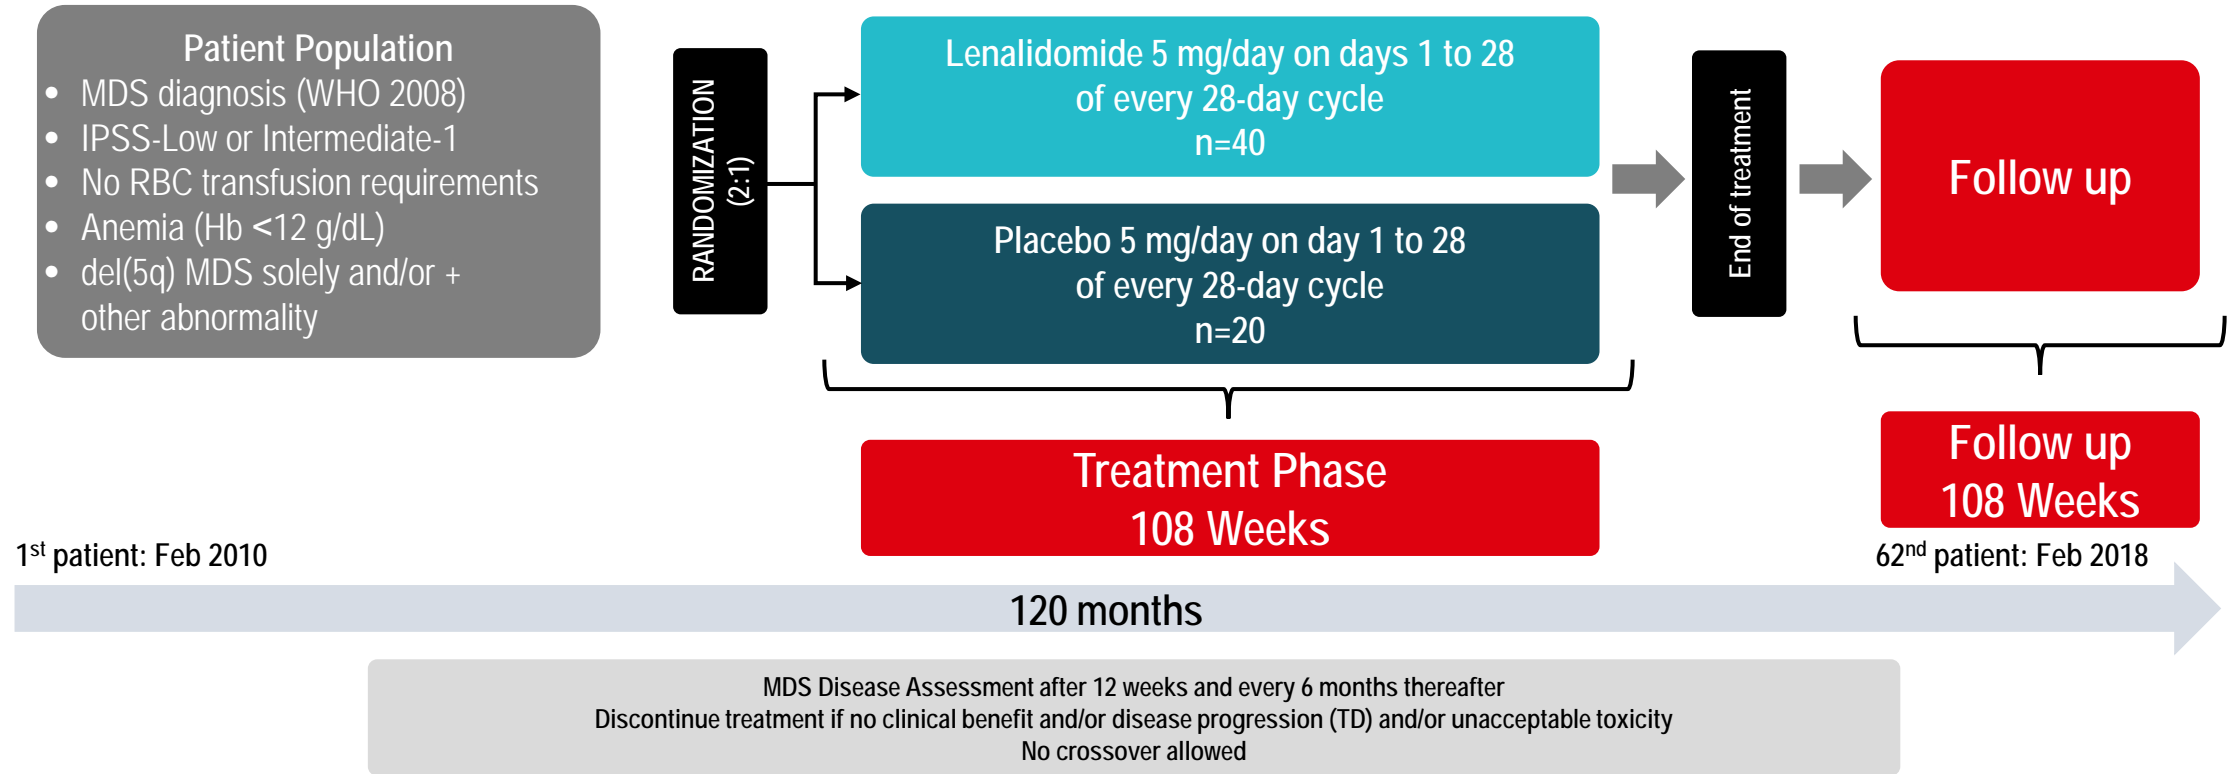 Patient Population
• MDS diagnosis (WHO 2008)
• IPSS-Low or Intermediate-1
• No RBC transfusion requirements
• Anemia (Hb <12 g/dL)
• del(5q) MDS solely and/or +
other abnormality
RANDOMIZATION
(2:1)
Lenalidomide 5 mg/day on days 1 to 28
of every 28-day cycle
n=40
Placebo 5 mg/day on day 1 to 28
of every 28-day cycle
n=20
End of treatment
Follow up
Treatment Phase
108 Weeks
Follow up
108 Weeks
1st patient: Feb 2010
62nd patient: Feb 2018
120 months
MDS Disease Assessment after 12 weeks and every 6 months thereafter
Discontinue treatment if no clinical benefit and/or disease progression (TD) and/or unacceptable toxicity
No crossover allowed